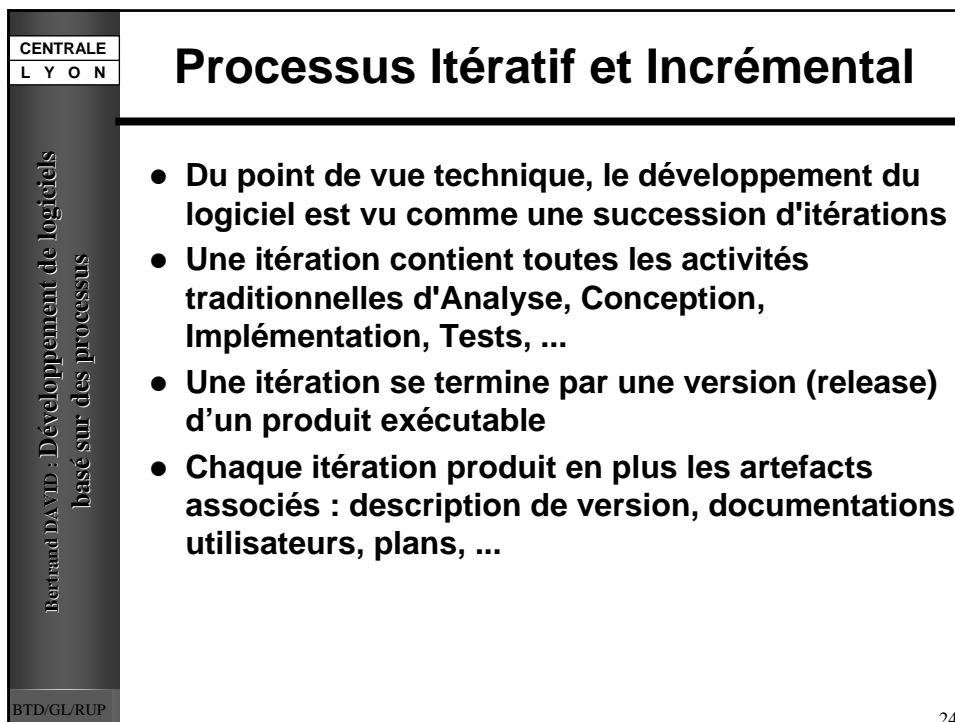 CENTRALE
L Y O N
Processus Itératif et Incrémental
Bertrand DAVID : Développement de logiciels
basé sur des processus
● Du point de vue technique, le développement du
logiciel est vu comme une succession d'itérations
● Une itération contient toutes les activités
traditionnelles d'Analyse, Conception,
Implémentation, Tests, ...
● Une itération se termine par une version (release)
d’un produit exécutable
● Chaque itération produit en plus les artefacts
associés : description de version, documentations
utilisateurs, plans, ...
BTD/GL/RUP
24